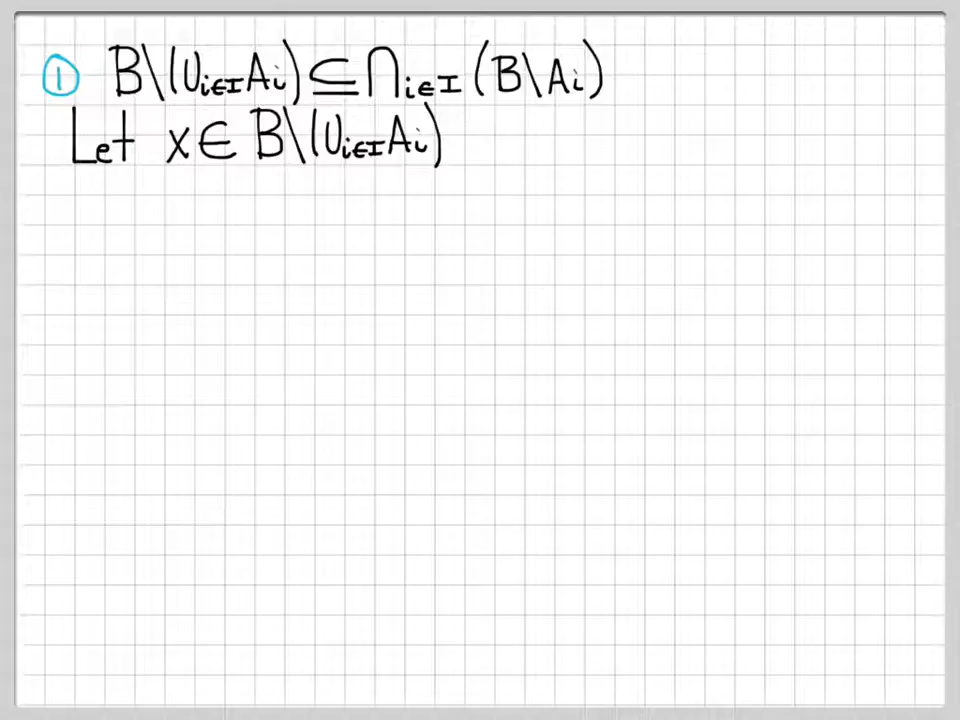 ① B\(∪i∈I Ai) ⊆ ∩i∈I (B\Ai)
Let x ∈ B\(∪i∈I Ai)